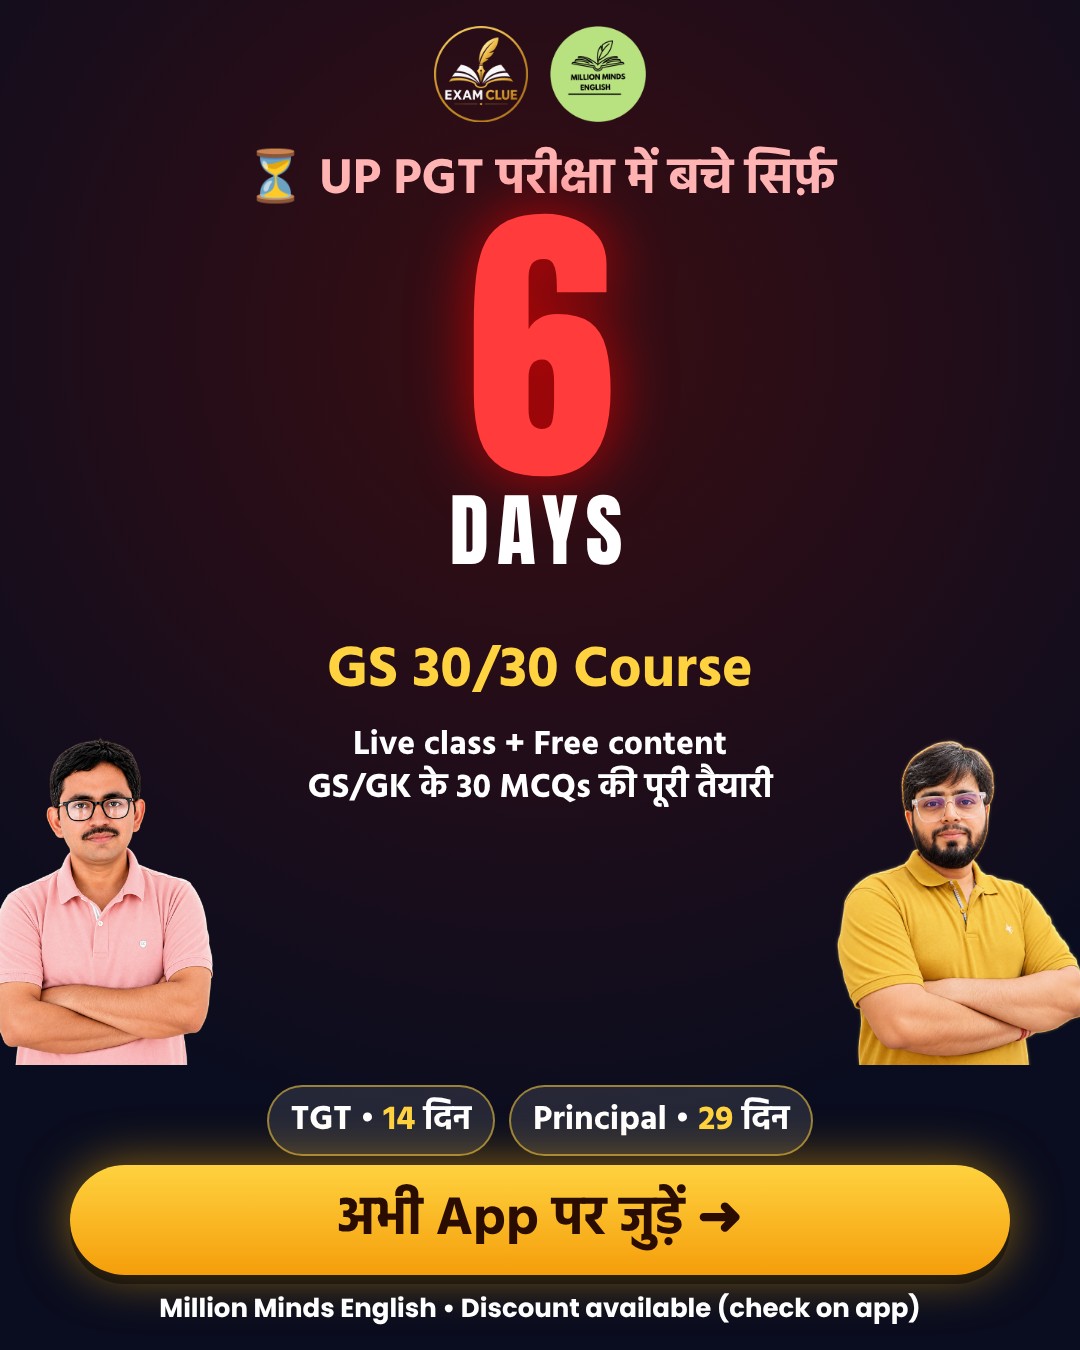 EXAM CLUE
MILLION MINDS
ENGLISH
⏳ UP PGT परीक्षा में बचे सिर्फ़
6
DAYS
GS 30/30 Course
Live class + Free content
GS/GK के 30 MCQs की पूरी तैयारी
TGT • 14 दिन
Principal • 29 दिन
अभी App पर जुड़ें ➜
Million Minds English • Discount available (check on app)